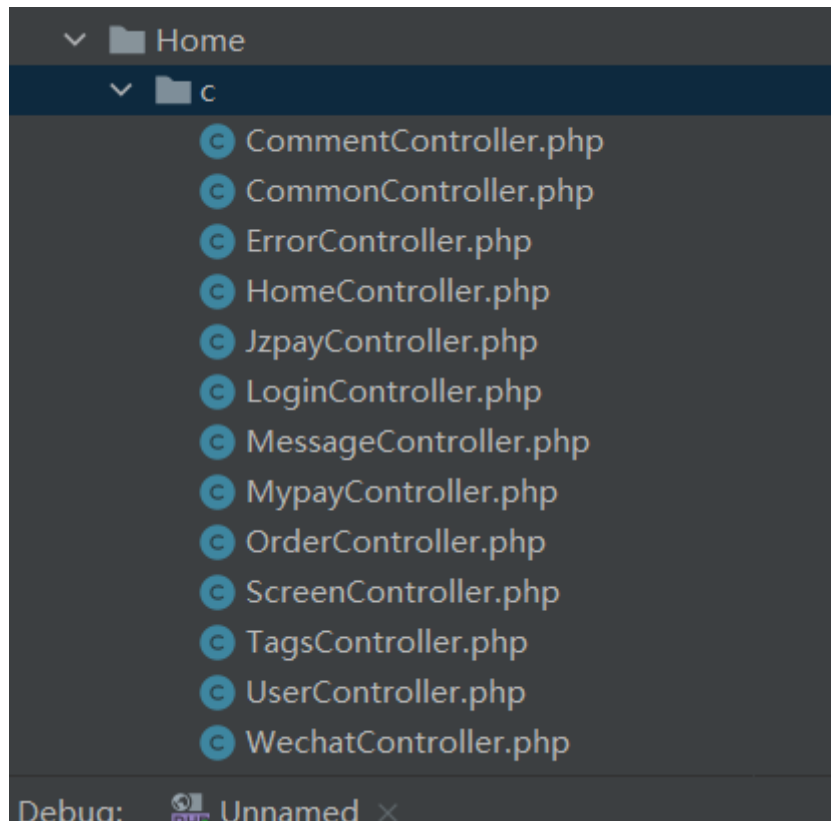 Home
c
CommentController.php
CommonController.php
ErrorController.php
HomeController.php
JzpayController.php
LoginController.php
MessageController.php
MypayController.php
OrderController.php
ScreenController.php
TagsController.php
UserController.php
WechatController.php
Debug: Unnamed